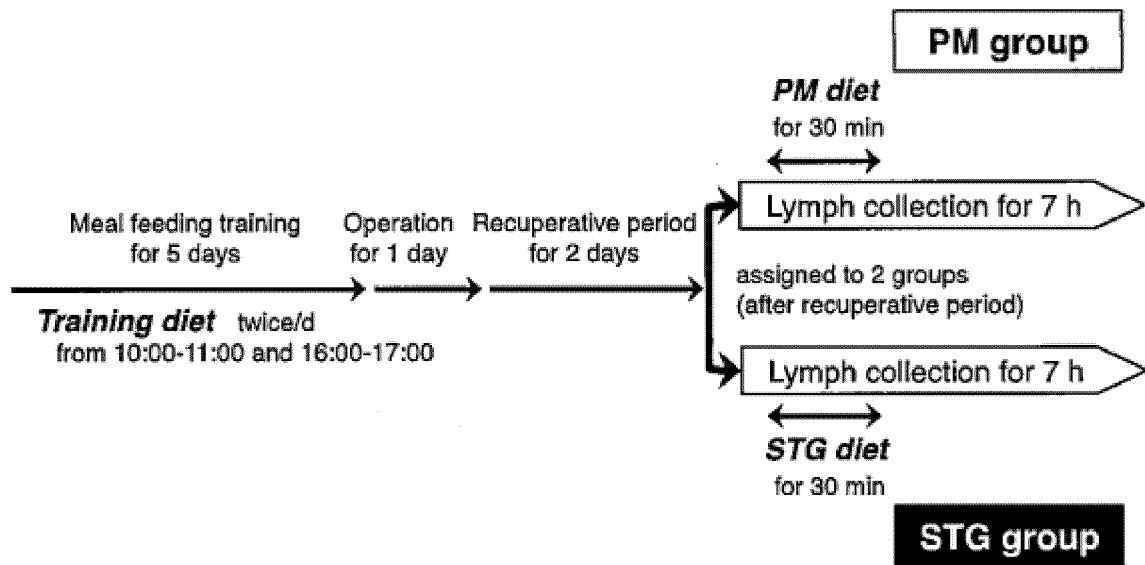 PM group
PM diet
for 30 min
Lymph collection for 7 h
Meal feeding training
for 5 days
Operation
for 1 day
Recuperative period
for 2 days
assigned to 2 groups
(after recuperative period)
Training diet twice/d
from 10:00-11:00 and 16:00-17:00
Lymph collection for 7 h
STG diet
for 30 min
STG group